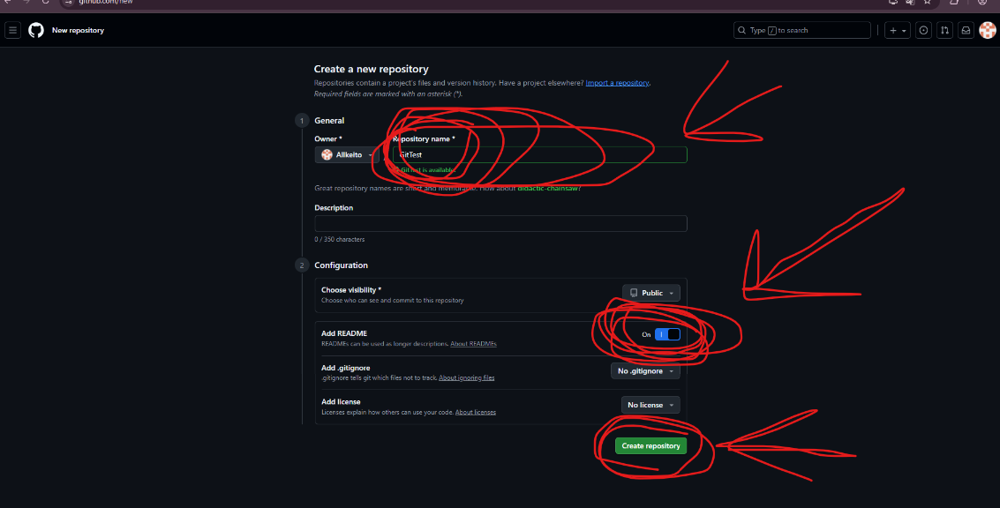 github.com/new
New repository
Type / to search
Create a new repository
Repositories contain a project's files and version history. Have a project elsewhere? Import a repository.
Required fields are marked with an asterisk (*).
1 General
Owner *
Repository name *
Allkeito
GitTest
GitTest is available.
Great repository names are short and memorable. How about didactic-chainsaw?
Description
0 / 350 characters
2 Configuration
Choose visibility *
Choose who can see and commit to this repository
Public
Add README
READMEs can be used as longer descriptions. About READMEs
On
Add .gitignore
.gitignore tells git which files not to track. About ignoring files
No .gitignore
Add license
Licenses explain how others can use your code. About licenses
No license
Create repository